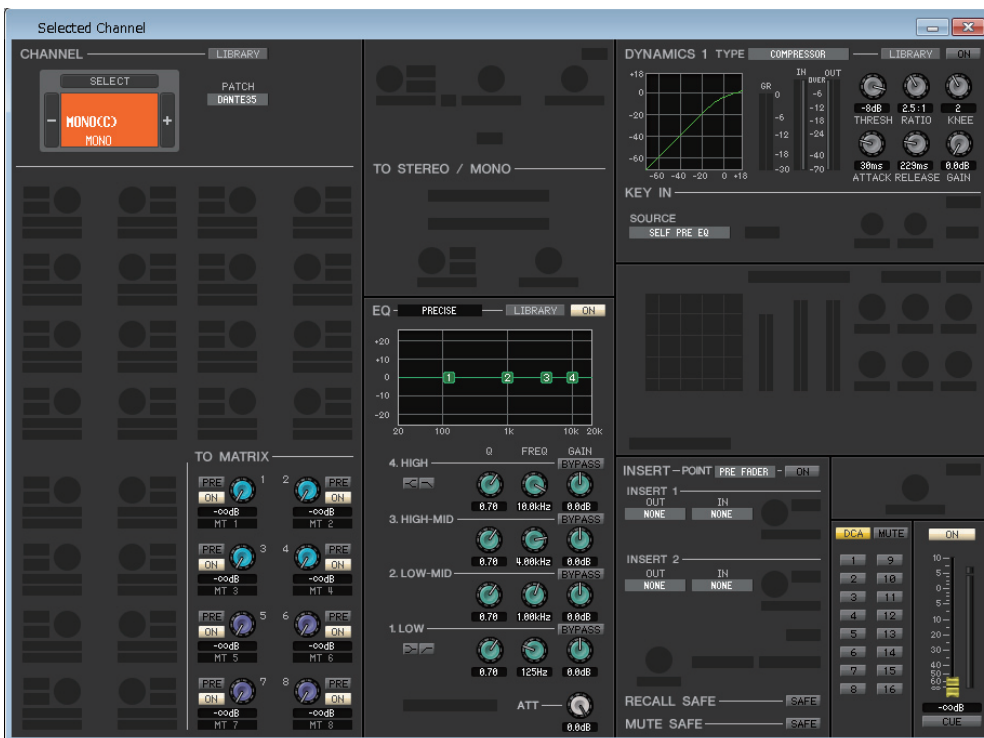 Selected Channel
CHANNEL
LIBRARY
SELECT
-
MONO(C)
+
MONO
PATCH
DANTE35
TO MATRIX
PRE 1 2 PRE
ON ON
-∞dB -∞dB
MT 1 MT 2
PRE 3 4 PRE
ON ON
-∞dB -∞dB
MT 3 MT 4
PRE 5 6 PRE
ON ON
-∞dB -∞dB
MT 5 MT 6
PRE 7 8 PRE
ON ON
-∞dB -∞dB
MT 7 MT 8
TO STEREO / MONO
EQ PRECISE LIBRARY ON
+20
+10
0 1 2 3 4
-10
-20
20 100 1k 10k 20k
Q FREQ GAIN
4. HIGH BYPASS
0.70 10.0kHz 0.0dB
3. HIGH-MID BYPASS
0.70 4.00kHz 0.0dB
2. LOW-MID BYPASS
0.70 1.00kHz 0.0dB
1. LOW BYPASS
0.70 125Hz 0.0dB
ATT
0.0dB
DYNAMICS 1 TYPE COMPRESSOR LIBRARY ON
+18
0
-20
-40
-60
-60 -40 -20 0 +18
GR
0
-6
-12
-18
-30
IN OUT
OVER
-6
-12
-18
-24
-40
-70
-8dB 2.5:1 2
THRESH RATIO KNEE
30ms 229ms 0.0dB
ATTACK RELEASE GAIN
KEY IN
SOURCE
SELF PRE EQ
INSERT POINT PRE FADER ON
INSERT 1
OUT IN
NONE NONE
INSERT 2
OUT IN
NONE NONE
RECALL SAFE SAFE
MUTE SAFE SAFE
DCA MUTE
1 9
2 10
3 11
4 12
5 13
6 14
7 15
8 16
ON
10
5
0
5
10
20
30
40
50
60
∞
-∞dB
CUE